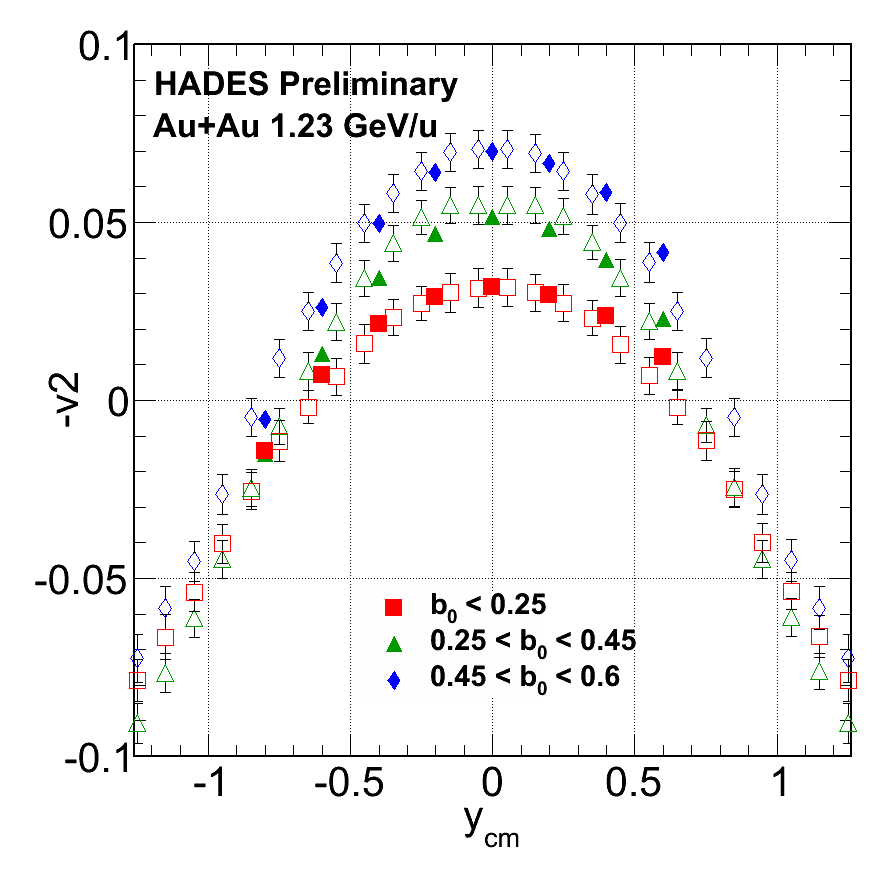 0.1
HADES Preliminary
Au+Au 1.23 GeV/u
0.05
-v2
0
-0.05
b0 < 0.25
0.25 < b0 < 0.45
0.45 < b0 < 0.6
-0.1
-1 -0.5 0 0.5 1
ycm